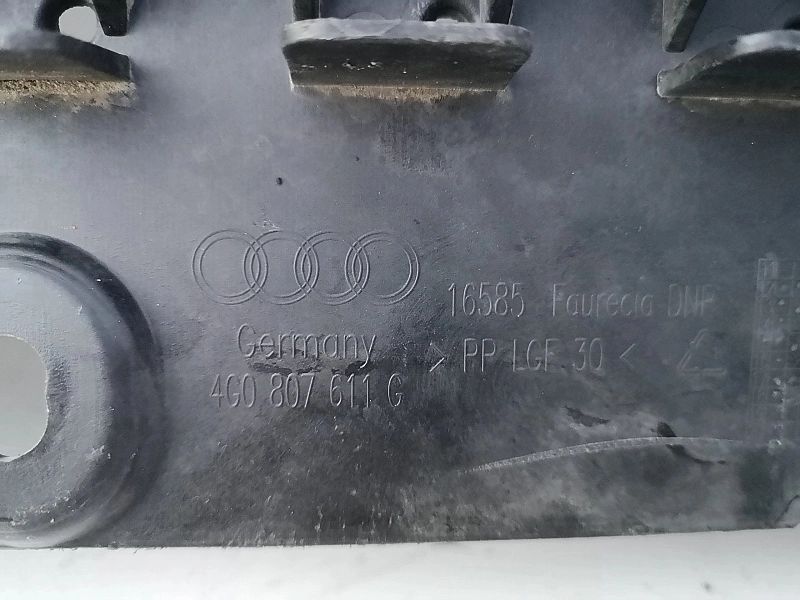 16585 Faurecia DNP
Germany
> PP LGF 30 <
4G0 807 611 G